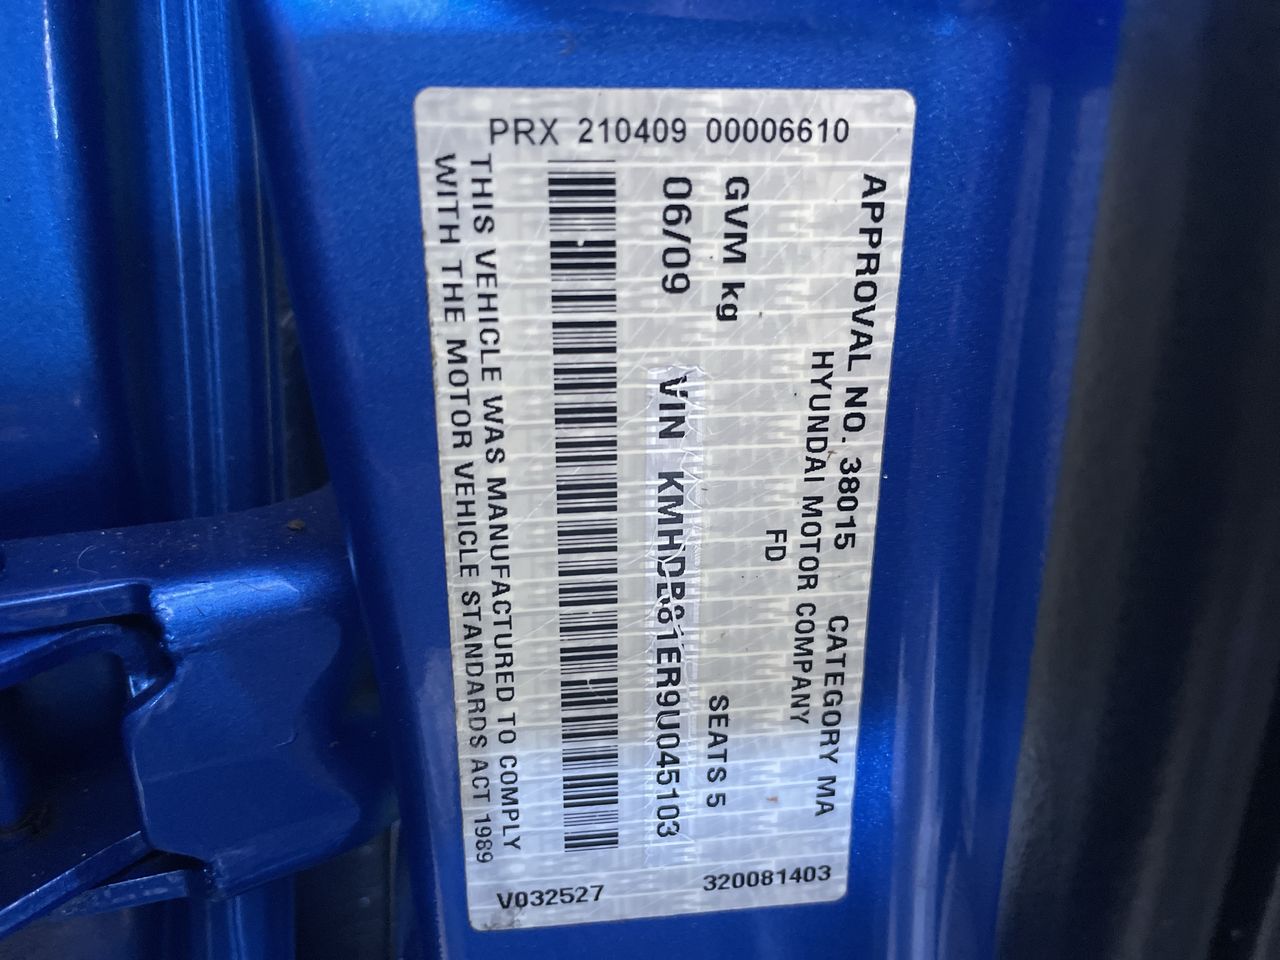 PRX 210409 00006610
APPROVAL NO. 38015 CATEGORY MA
HYUNDAI MOTOR COMPANY
FD
GVM kg SEATS 5
06/09 VIN KMHDB81ER9U045103
THIS VEHICLE WAS MANUFACTURED TO COMPLY
WITH THE MOTOR VEHICLE STANDARDS ACT 1989
V032527 320081403